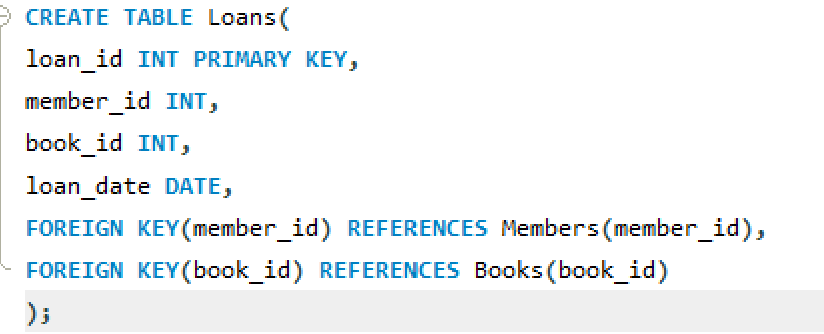 CREATE TABLE Loans(
loan_id INT PRIMARY KEY,
member_id INT,
book_id INT,
loan_date DATE,
FOREIGN KEY(member_id) REFERENCES Members(member_id),
FOREIGN KEY(book_id) REFERENCES Books(book_id)
);